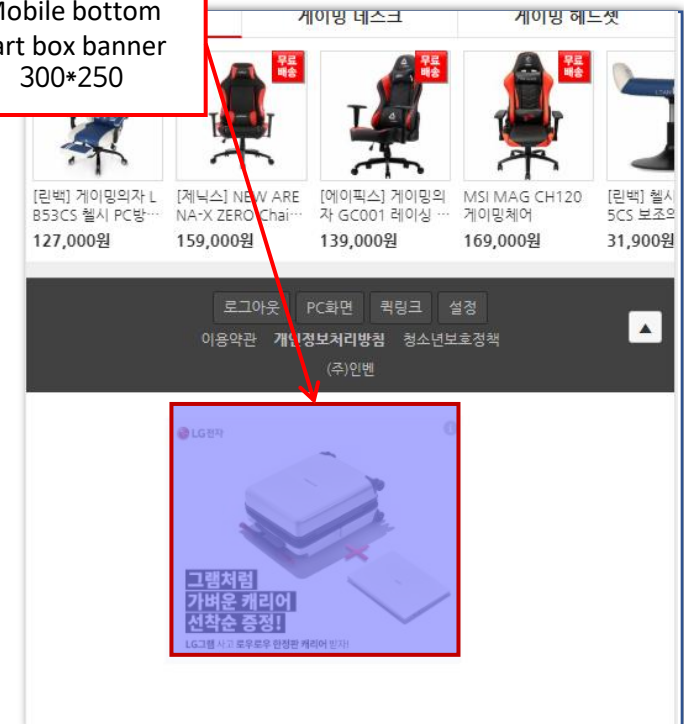 Mobile bottom
art box banner
300*250
게이밍 데스크
게이밍 헤드셋
무료
배송
무료
배송
무료
배송
[린백] 게이밍의자 L
B53CS 첼시 PC방…
127,000원
[제닉스] NEW ARE
NA-X ZERO Chai…
159,000원
[에이픽스] 게이밍의
자 GC001 레이싱 …
139,000원
MSI MAG CH120
게이밍체어
169,000원
[린백] 첼시
5CS 보조의
31,900원
로그아웃
PC화면
퀵링크
설정
이용약관 개인정보처리방침 청소년보호정책
(주)인벤
LG전자
그램처럼
가벼운 캐리어
선착순 증정!
LG그램 사고 로우로우 한정판 캐리어 받자!